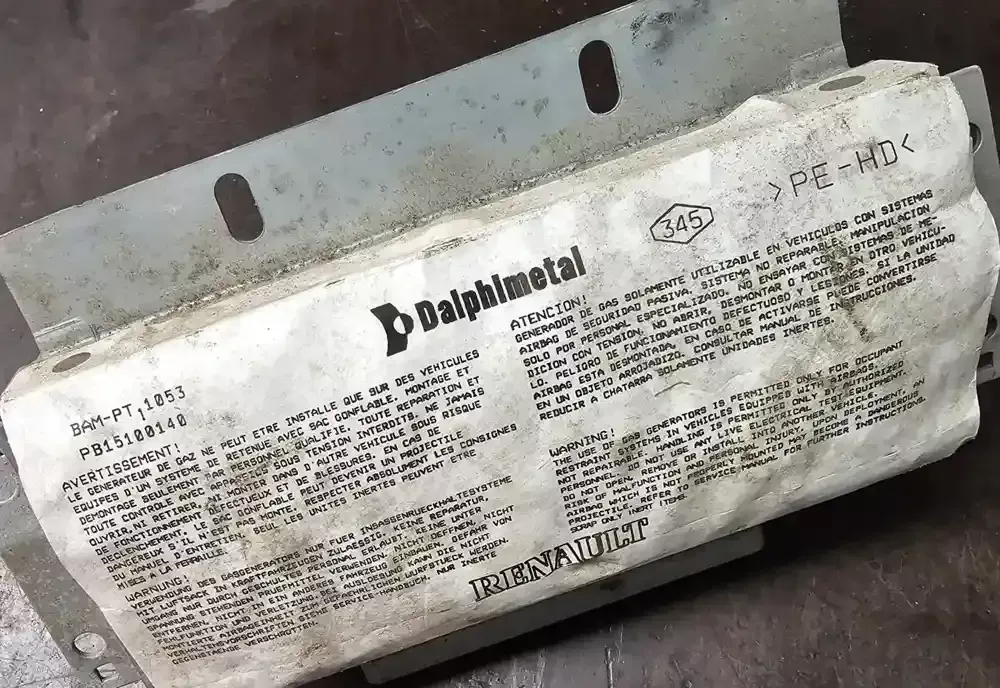 >PE-HD<
345
Dalphimetal
BAM-PT 1053
PB15100140
AVERTISSEMENT!
LE GENERATEUR DE GAZ NE PEUT ETRE INSTALLE QUE SUR DES VEHICULES
EQUIPES D'UN SYSTEME DE RETENUE AVEC SAC GONFLABLE. MONTAGE ET
DEMONTAGE SEULEMENT PAR PERSONNEL QUALIFIE. TOUTE REPARATION ET
TOUTE CONTROLE AVEC APPAREILS SOUS TENSION INTERDITS. NE JAMAIS
OUVRIR, NI RETIRER, NI MONTER DANS D'AUTRE VEHICULE SOUS RISQUE
DE FONCTIONNEMENT DEFECTUEUX ET DE BLESSURES. EN CAS DE
DECLENCHEMENT, LE SAC GONFLABLE PEUT DEVENIR UN PROJECTILE
DANGEREUX S'IL N'EST PAS MONTE. RESPECTER ABSOLUMENT LES CONSIGNES
DU MANUEL D'ENTRETIEN. SEUL LES UNITES INERTES PEUVENT ETRE
MISES A LA FERRAILLE.
WARNUNG!
VERWENDUNG DES GASGENERATORS NUR FUER INSASSENRUECKHALTESYSTEME
MIT LUFTSACK IN KRAFTFAHRZEUGEN ZULAESSIG. KEINE REPARATUR,
UMGANG NUR DURCH GESCHULTES PERSONAL ERLAUBT. KEINE UNTER
SPANNUNG STEHENDEN PRUEFMITTEL VERWENDEN. NICHT OEFFNEN, NICHT
ENTFERNEN, NICHT IN EIN ANDERES FAHRZEUG EINBAUEN. GEFAHR VON
FEHLFUNKTION UND VERLETZUNG. BEI AUSLOESUNG KANN DIE NICHT
MONTIERTE AIRBAGEINHEIT ZUM GEFAEHRLICHEN WURFSTUECK WERDEN.
VERHALTENSVORSCHRIFTEN SIEHE SERVICE-HANDBUCH. NUR INERTE
GEGENSTAENDE VERSCHROTTEN.
ATENCION!
GENERADOR DE GAS SOLAMENTE UTILIZABLE EN VEHICULOS CON SISTEMAS
AIRBAG DE SEGURIDAD PASIVA. SISTEMA NO REPARABLE. MANIPULACION
SOLO POR PERSONAL ESPECIALIZADO. NO ENSAYAR CON SISTEMAS DE ME-
DICION CON TENSION, NO ABRIR, DESMONTAR O MONTAR EN OTRO VEHICU-
LO. PELIGRO DE FUNCIONAMIENTO DEFECTUOSO Y LESIONES. SI LA UNIDAD
AIRBAG ESTA DESMONTADA, EN CASO DE ACTIVARSE PUEDE CONVERTIRSE
EN UN OBJETO ARROJADIZO. CONSULTAR MANUAL DE INSTRUCCIONES.
REDUCIR A CHATARRA SOLAMENTE UNIDADES INERTES.
WARNING!
THE USE OF GAS GENERATORS IS PERMITTED ONLY FOR OCCUPANT
RESTRAINT SYSTEMS IN VEHICLES EQUIPPED WITH AIRBAGS.
NOT REPAIRABLE. HANDLING IS PERMITTED ONLY BY AUTHORIZED
PERSONNEL. DO NOT USE ANY LIVE ELECTRICAL TEST EQUIPMENT.
DO NOT OPEN, REMOVE OR INSTALL INTO ANOTHER VEHICLE.
RISK OF MALFUNCTION AND PERSONAL INJURY. UPON DEPLOYMENT, AN
AIRBAG WHICH IS NOT PROPERLY MOUNTED MAY BECOME A DANGEROUS
PROJECTILE. REFER TO SERVICE MANUAL FOR FURTHER INSTRUCTIONS.
SCRAP ONLY INERT ITEMS.
RENAULT